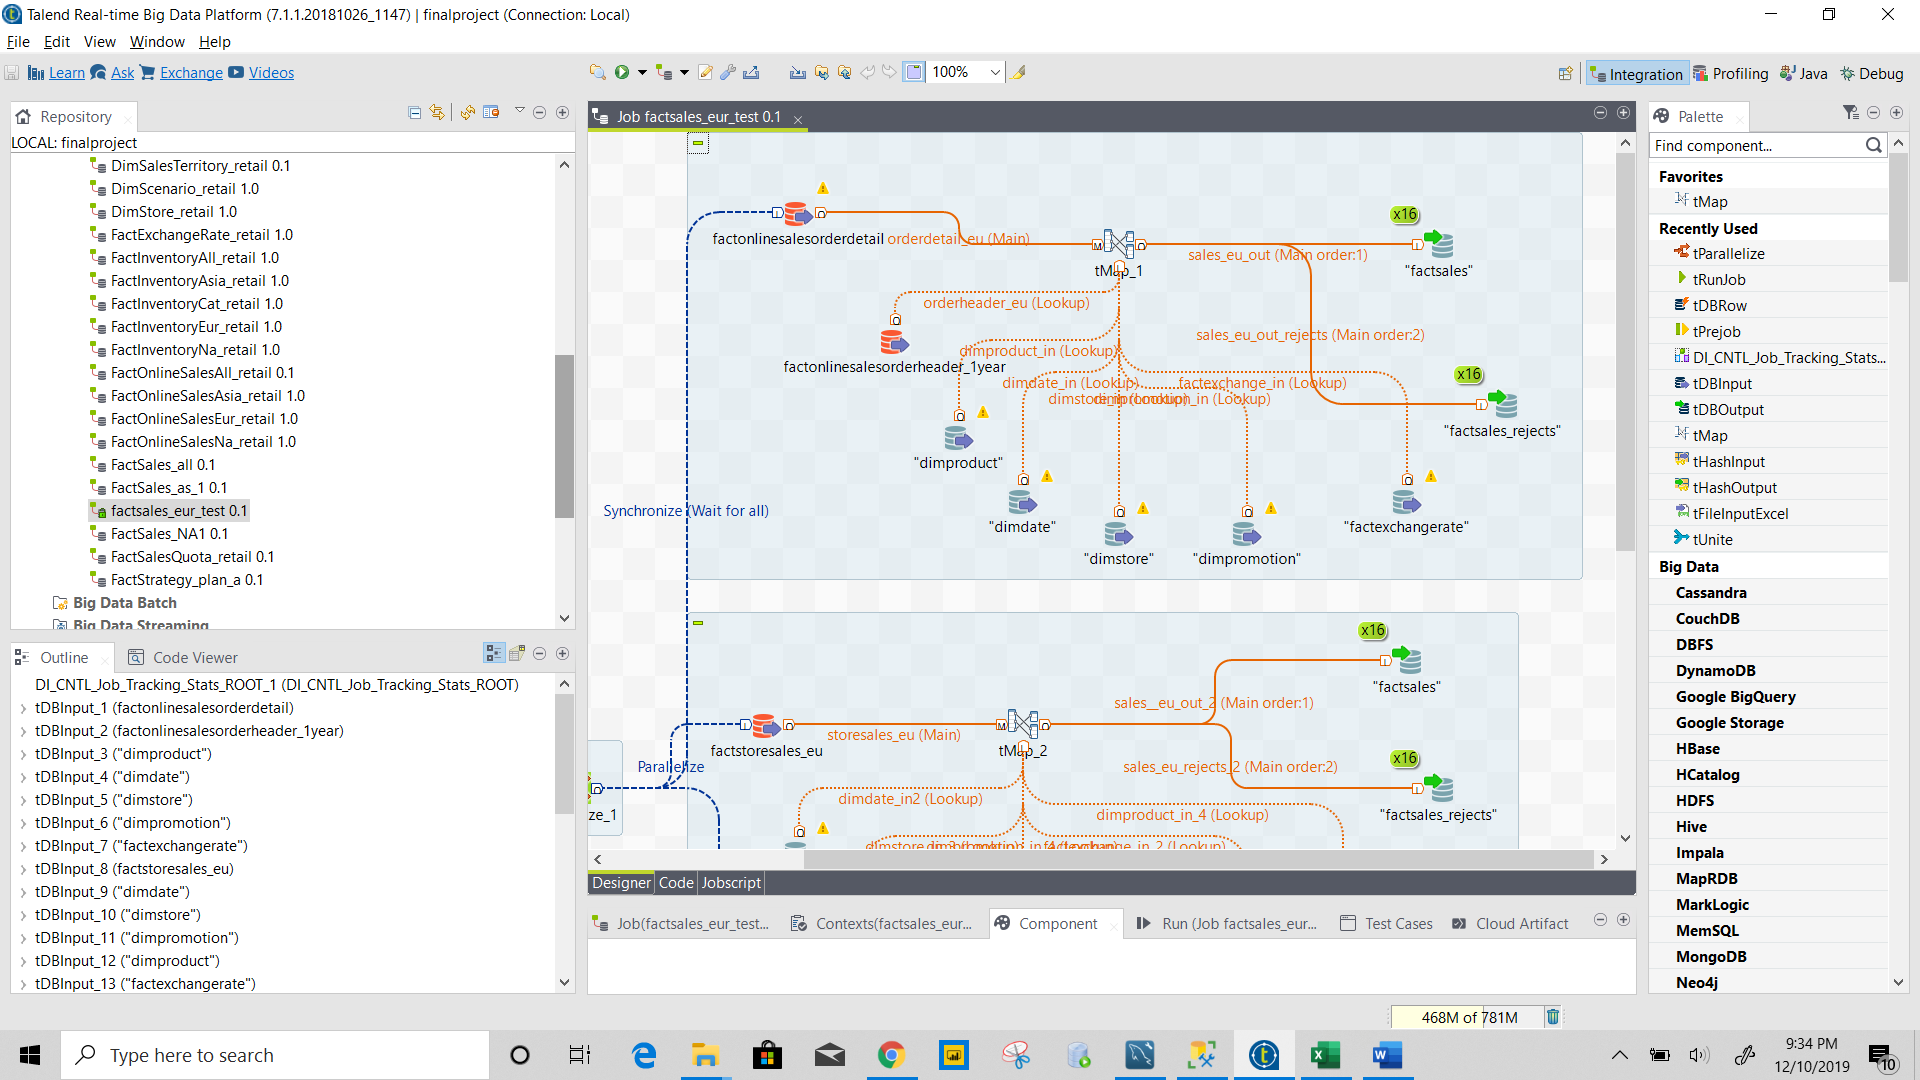 Talend Real-time Big Data Platform (7.1.1.20181026_1147) | finalproject (Connection: Local)
File Edit View Window Help
Learn Ask Exchange Videos
100%
Integration Profiling Java Debug
Repository
LOCAL: finalproject
DimSalesTerritory_retail 0.1
DimScenario_retail 1.0
DimStore_retail 1.0
FactExchangeRate_retail 0.1
FactInventoryAll_retail 1.0
FactInventoryAsia_retail 1.0
FactInventoryCat_retail 1.0
FactInventoryEur_retail 1.0
FactInventoryNa_retail 1.0
FactOnlineSalesAll_retail 0.1
FactOnlineSalesAsia_retail 1.0
FactOnlineSalesEur_retail 1.0
FactOnlineSalesNa_retail 1.0
FactSales_all 0.1
FactSales_as_1 0.1
factsales_eur_test 0.1
FactSales_NA1 0.1
FactSalesQuota_retail 0.1
FactStrategy_plan_a 0.1
Big Data Batch
Big Data Streaming
Outline
Code Viewer
DI_CNTL_Job_Tracking_Stats_ROOT_1 (DI_CNTL_Job_Tracking_Stats_ROOT)
tDBInput_1 (factonlinesalesorderdetail)
tDBInput_2 (factonlinesalesorderheader_1year)
tDBInput_3 ("dimproduct")
tDBInput_4 ("dimdate")
tDBInput_5 ("dimstore")
tDBInput_6 ("dimpromotion")
tDBInput_7 ("factexchangerate")
tDBInput_8 (factstoresales_eu)
tDBInput_9 ("dimdate")
tDBInput_10 ("dimstore")
tDBInput_11 ("dimpromotion")
tDBInput_12 ("dimproduct")
tDBInput_13 ("factexchangerate")
Job factsales_eur_test 0.1
factonlinesalesorderdetail
orderdetail_eu (Main)
tMap_1
sales_eu_out (Main order:1)
x16
"factsales"
orderheader_eu (Lookup)
factonlinesalesorderheader_1year
sales_eu_out_rejects (Main order:2)
dimproduct_in (Lookup)
x16
"factsales_rejects"
dimdate_in (Lookup)
factexchange_in (Lookup)
"dimproduct"
"dimdate"
"dimstore"
"dimpromotion"
"factexchangerate"
Synchronize (Wait for all)
x16
"factsales"
sales__eu_out_2 (Main order:1)
factstoresales_eu
storesales_eu (Main)
tMap_2
Parallelize
sales_eu_rejects_2 (Main order:2)
x16
"factsales_rejects"
ze_1
dimdate_in2 (Lookup)
dimproduct_in_4 (Lookup)
Designer Code Jobscript
Job(factsales_eur_test...
Contexts(factsales_eur...
Component
Run (Job factsales_eur...
Test Cases
Cloud Artifact
Palette
Find component...
Favorites
tMap
Recently Used
tParallelize
tRunJob
tDBRow
tPrejob
DI_CNTL_Job_Tracking_Stats...
tDBInput
tDBOutput
tMap
tHashInput
tHashOutput
tFileInputExcel
tUnite
Big Data
Cassandra
CouchDB
DBFS
DynamoDB
Google BigQuery
Google Storage
HBase
HCatalog
HDFS
Hive
Impala
MapRDB
MarkLogic
MemSQL
MongoDB
Neo4j
468M of 781M
Type here to search
9:34 PM
12/10/2019
10